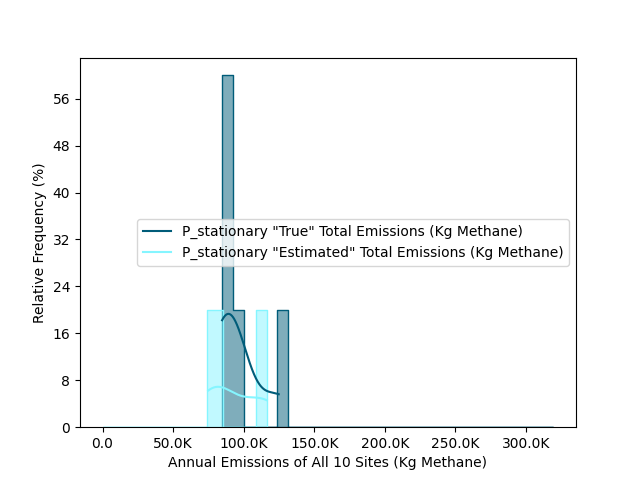 56
48
40
32
24
16
8
0
Relative Frequency (%)
P_stationary "True" Total Emissions (Kg Methane)
P_stationary "Estimated" Total Emissions (Kg Methane)
0.0 50.0K 100.0K 150.0K 200.0K 250.0K 300.0K
Annual Emissions of All 10 Sites (Kg Methane)